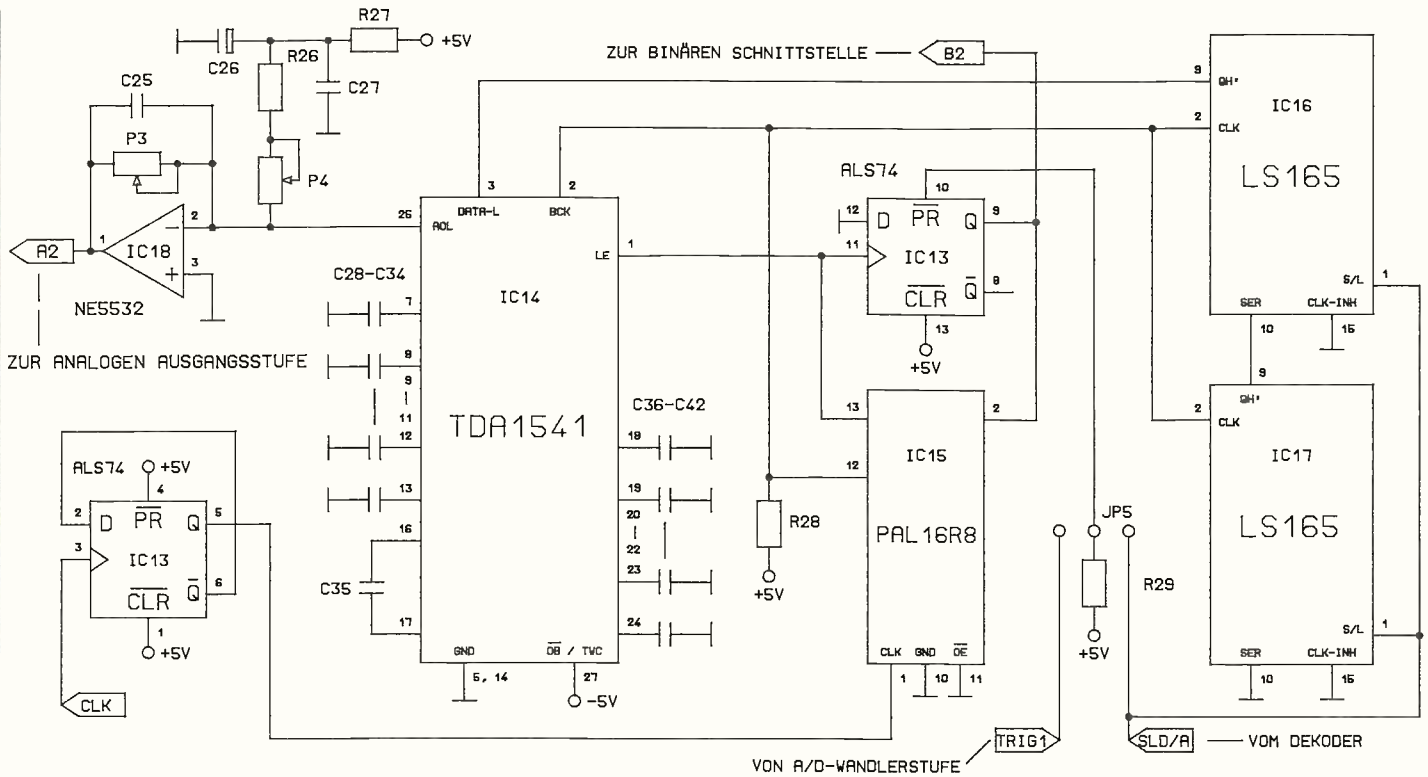 R27
+5V
C26
R26
C27
C25
P3
P4
2
1
3
IC18
A2
NE5532
ZUR ANALOGEN AUSGANGSSTUFE
ZUR BINÄREN SCHNITTSTELLE
B2
3
2
DATA-L
BCK
25
AOL
LE
1
IC14
TDA1541
C28-C34
7
8
9
11
12
13
16
C35
17
C36-C42
18
19
20
22
23
24
GND
OB / TWC
5, 14
27
-5V
ALS74
+5V
4
2
D
PR
Q
5
3
IC13
CLR
Q
6
1
+5V
CLK
ALS74
10
12
D
PR
Q
9
11
IC13
CLR
Q
8
13
+5V
13
2
IC15
12
PAL16R8
CLK
GND
OE
1
10
11
R28
+5V
JP5
R29
+5V
TRIG1
VON A/D-WANDLERSTUFE
SLD/A
VOM DEKODER
9
QH'
IC16
2
CLK
LS165
S/L
1
SER
CLK-INH
10
15
9
QH'
2
CLK
IC17
LS165
S/L
1
SER
CLK-INH
10
15